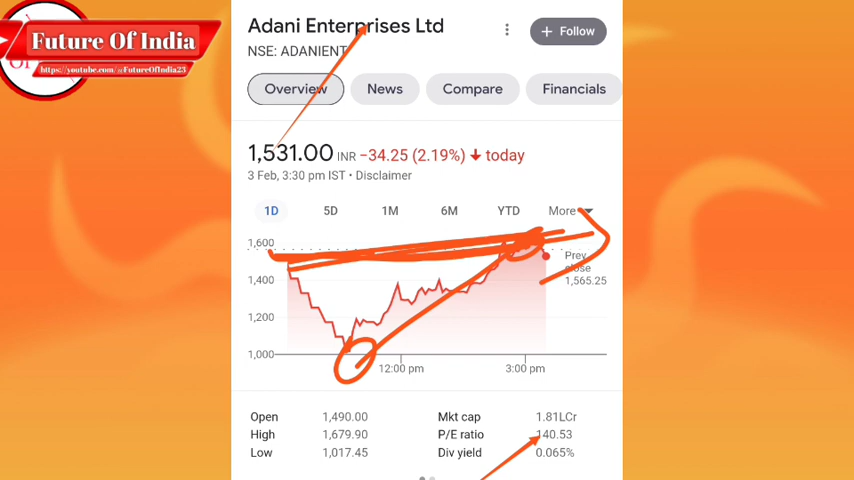 Future Of India
https://youtube.com/@FutureOfIndia23
Adani Enterprises Ltd
+ Follow
NSE: ADANIENT
Overview
News
Compare
Financials
1,531.00 INR −34.25 (2.19%) ↓ today
3 Feb, 3:30 pm IST • Disclaimer
1D 5D 1M 6M YTD More
1,600
1,400
1,200
1,000
Prev
close
1,565.25
12:00 pm
3:00 pm
Open 1,490.00 Mkt cap 1.81LCr
High 1,679.90 P/E ratio 140.53
Low 1,017.45 Div yield 0.065%